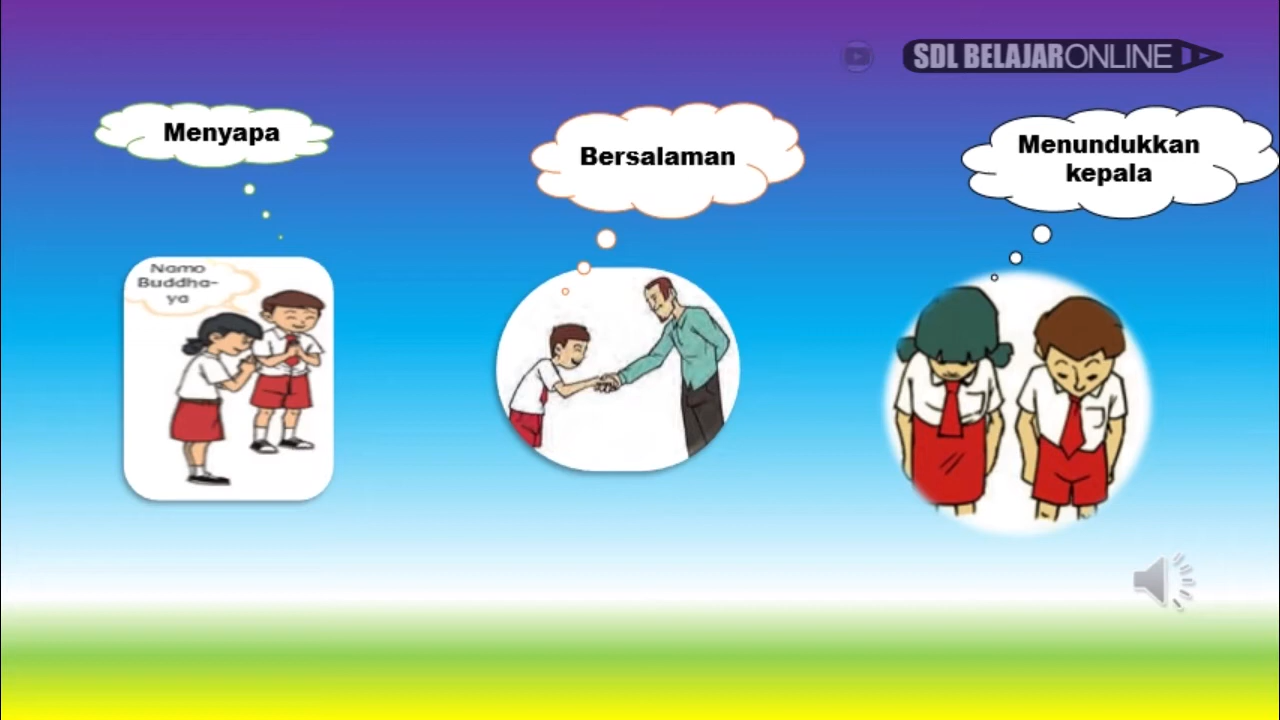 SDL BELAJARONLINE
Menyapa
Bersalaman
Menundukkan
kepala
Namo
Buddha-
ya